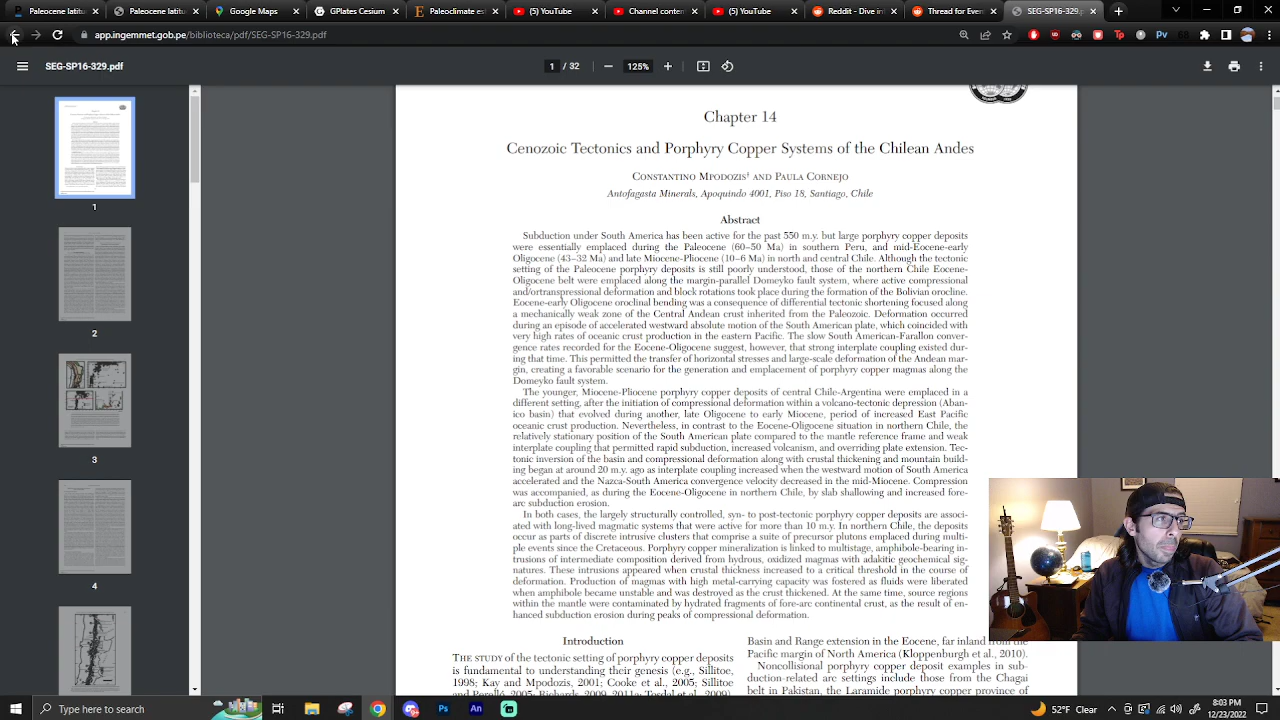 Paleocene latitu
Paleocene latitu
Google Maps
GPlates Cesium
Paleoclimate est
YouTube
Youtube content
YouTube
Reddit - Dive in
Thread for Event
SEG-SP16-329.p
app.ingemmet.gob.pe/biblioteca/pdf/SEG-SP16-329.pdf
SEG-SP16-329.pdf
1 / 32
125%
Chapter 14
Cenozoic Tectonics and Porphyry Copper Systems of the Chilean Andes
Constantino Mpodozis† and Paula Cornejo
Antofagasta Minerals, Apoquindo 4001, Piso 18, Santiago, Chile
Abstract
Subduction under South America has been active for the past 550 m.y. but large porphyry copper deposits
were essentially emplaced during the Paleocene (60–50 Ma) in southern Peru, and mid-Eocene-early
Oligocene (43–32 Ma) and late Miocene-Pliocene (10–6 Ma) in north and central Chile. Although the tectonic
setting of the Paleocene porphyry deposits is still poorly understood, those of the northern Chile Eocene-
Oligocene belt were emplaced along the margin-parallel Domeyko fault system, where active compressional
and/or transpressional deformation and block rotations took place during the formation of the Bolivian orocline.
Eocene-early Oligocene oroclinal bending was a consequence of differential tectonic shortening focused along
a mechanically weak zone of the Central Andean crust inherited from the Paleozoic. Deformation occurred
during an episode of accelerated westward absolute motion of the South American plate, which coincided with
very high rates of oceanic crust production in the eastern Pacific. The slow South American-Farallon conver-
gence rates recorded for the Eocene-Oligocene suggest, however, that strong interplate coupling existed dur-
ing that time. This permitted the transfer of horizontal stresses and large-scale deformation of the Andean mar-
gin, creating a favorable scenario for the generation and emplacement of porphyry copper magmas along the
Domeyko fault system.
The younger, Miocene-Pliocene porphyry copper deposits of central Chile-Argentina were emplaced in a
different setting, after the initiation of compressional deformation within a volcano-tectonic depression (Aban-
ico basin) that evolved during another, late Oligocene to early Miocene, period of increased East Pacific
oceanic crust production. Nevertheless, in contrast to the Eocene-Oligocene situation in northern Chile, the
relatively stationary position of the South American plate compared to the mantle reference frame and weak
interplate coupling that permitted rapid subduction, increased volcanism, and overriding plate extension. Tec-
tonic inversion of the basin and compressional deformation along with crustal thickening and mountain build-
ing began at around 20 m.y. ago as interplate coupling increased when the westward motion of South America
accelerated and the Nazca-South America convergence velocity decreased in the mid-Miocene. Compression
was accompanied, as during the Eocene-Oligocene in northern Chile, by slab shallowing and increased fore-
arc subduction erosion.
In both cases, the largely structurally controlled, syn- to post-tectonic porphyry copper deposits are associ-
ated with long-lived magmatic systems that were active for more than 10 m.y. In northern Chile, the deposits
occur as parts of discrete intrusive clusters that comprise a suite of precursor plutons emplaced during multi-
ple events since the Cretaceous. Porphyry copper mineralization is linked to multistage, amphibole-bearing in-
trusions of intermediate composition derived from hydrous, oxidized magmas with adakitic geochemical sig-
natures. These intrusions appeared when crustal thickness increased to a critical threshold in the course of
deformation. Production of magmas with high metal-carrying capacity was fostered as fluids were liberated
when amphibole became unstable and was destroyed as the crust thickened. At the same time, source regions
within the mantle were contaminated by hydrated fragments of fore-arc continental crust, as the result of en-
hanced subduction erosion during peaks of compressional deformation.
Introduction
The study of the tectonic setting of porphyry copper deposits
is fundamental to understanding their genesis (e.g., Sillitoe,
1998; Kay and Mpodozis, 2001; Cooke et al., 2005; Sillitoe
Basin and Range extension in the Eocene, far inland from the
Pacific margin of North America (Kloppenburgh et al., 2010).
Noncollisional porphyry copper deposit examples in sub-
duction-related arc settings include those from the Chagai
belt in Pakistan, the Laramide porphyry copper province of
1
2
3
4
Type here to search
52°F Clear
8:03 PM
12/23/2022